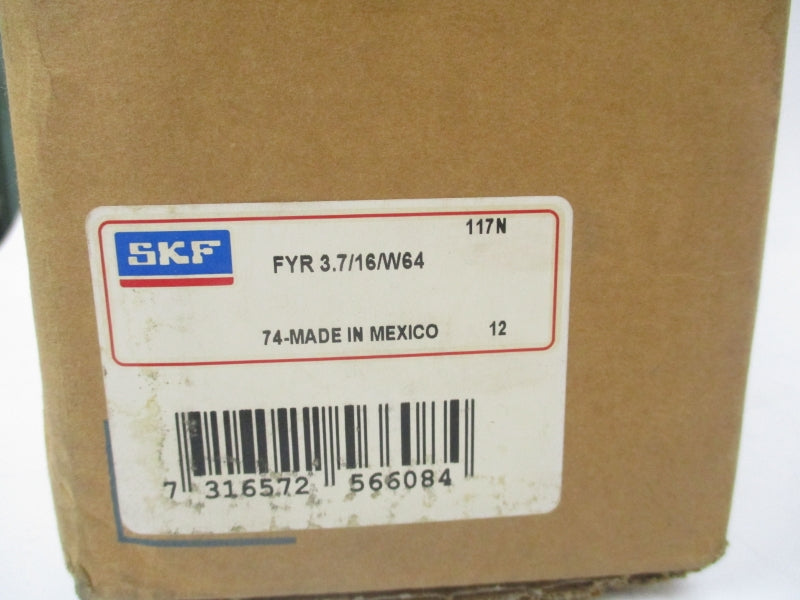 117N
SKF
FYR 3.7/16/W64
74-MADE IN MEXICO 12
7 316572 566084